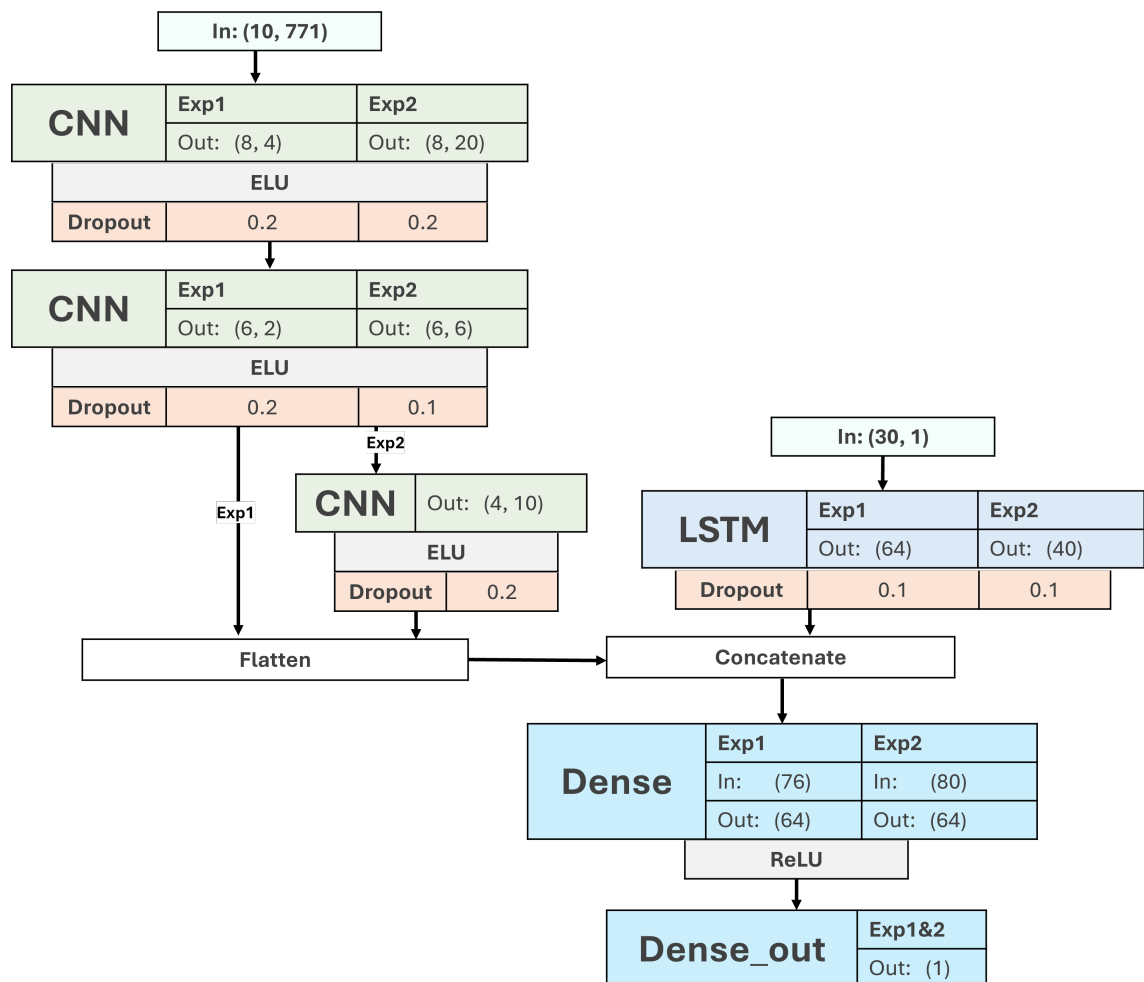 In: (10, 771)
CNN
Exp1
Exp2
Out: (8, 4)
Out: (8, 20)
ELU
Dropout
0.2
0.2
CNN
Exp1
Exp2
Out: (6, 2)
Out: (6, 6)
ELU
Dropout
0.2
0.1
Exp1
Exp2
CNN
Out: (4, 10)
ELU
Dropout
0.2
Flatten
In: (30, 1)
LSTM
Exp1
Exp2
Out: (64)
Out: (40)
Dropout
0.1
0.1
Concatenate
Dense
Exp1
Exp2
In: (76)
In: (80)
Out: (64)
Out: (64)
ReLU
Dense_out
Exp1&2
Out: (1)